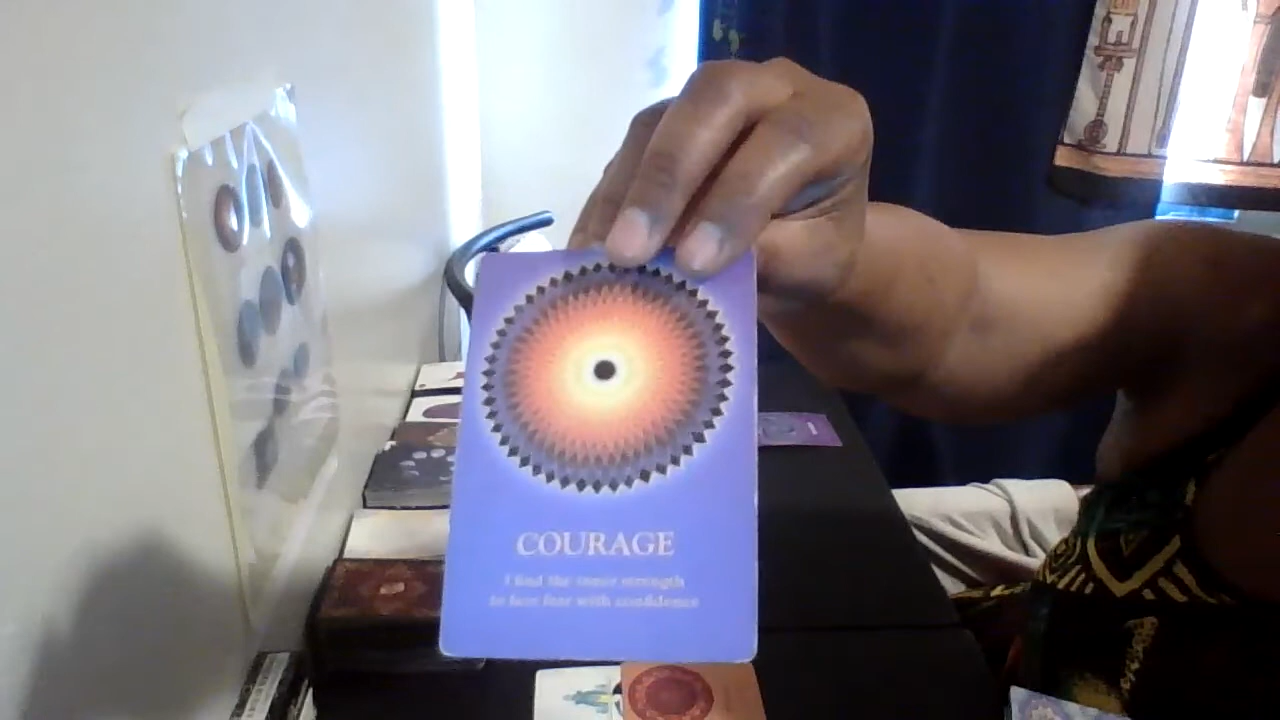 COURAGE
I find the inner strength
to face fear with confidence